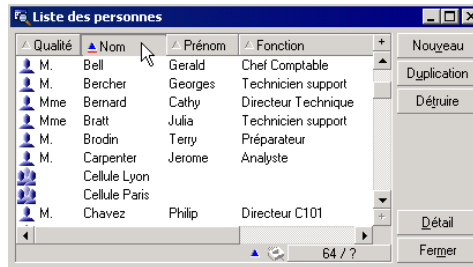 Liste des personnes
Qualité Nom Prénom Fonction + Nouveau
M. Bell Gerald Chef Comptable
M. Bercher Georges Technicien support Duplication
Mme Bernard Cathy Directeur Technique Détruire
Mme Bratt Julia Technicien support
M. Brodin Terry Préparateur
M. Carpenter Jerome Analyste
Cellule Lyon
Cellule Paris
M. Chavez Philip Directeur C101 + Détail
64 / ? Fermer